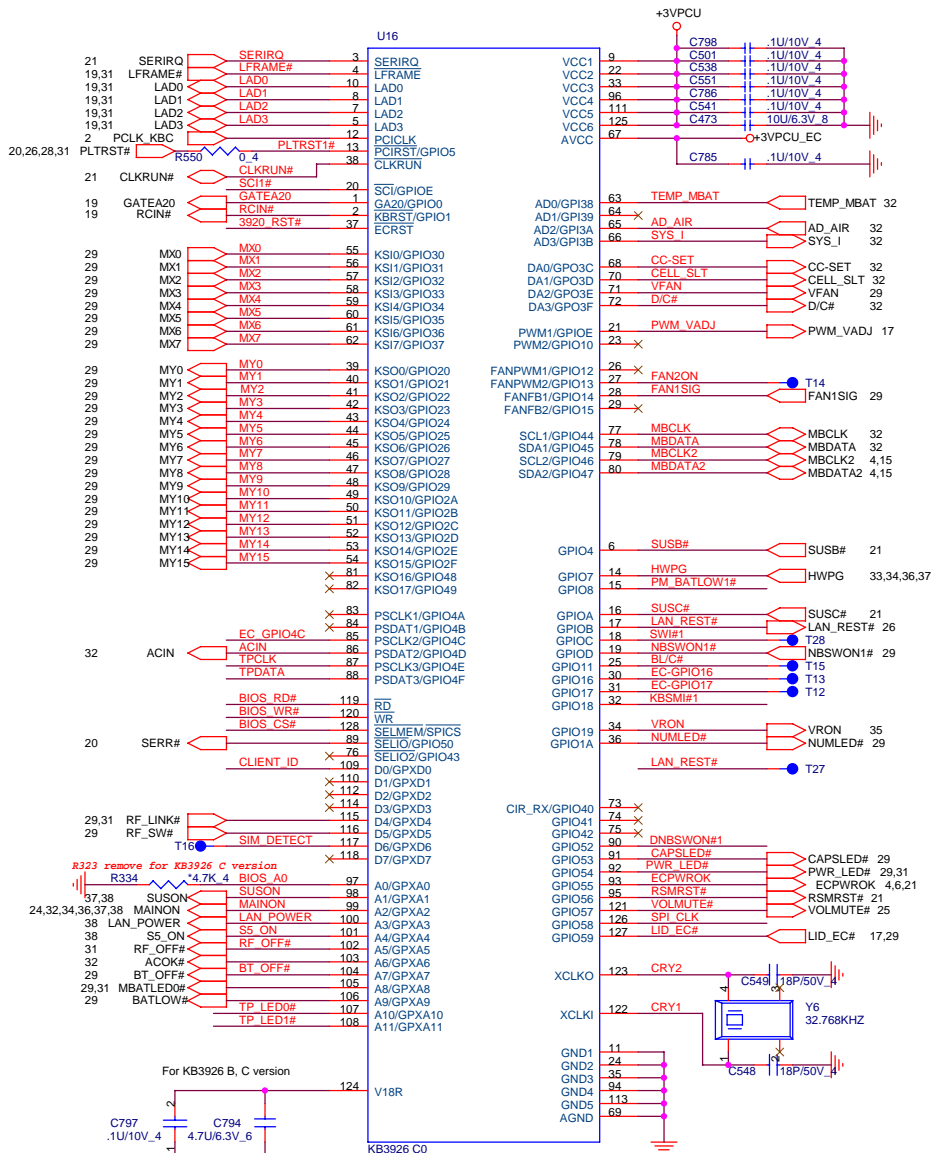 +3VPCU
U16
21 SERIRQ SERIRQ 3 SERIRQ
19,31 LFRAME# LFRAME# 4 LFRAME
19,31 LAD0 LAD0 10 LAD0
19,31 LAD1 LAD1 8 LAD1
19,31 LAD2 LAD2 7 LAD2
19,31 LAD3 LAD3 5 LAD3
2 PCLK_KBC 12 PCICLK
20,26,28,31 PLTRST# R550 0_4 PLTRST1# 13 PCIRST/GPIO5
21 CLKRUN# CLKRUN# 38 CLKRUN
SCI1# 20 SCI/GPIOE
19 GATEA20 GATEA20 1 GA20/GPIO0
19 RCIN# RCIN# 2 KBRST/GPIO1
3920_RST# 37 ECRST
29 MX0 MX0 55 KSI0/GPIO30
29 MX1 MX1 56 KSI1/GPIO31
29 MX2 MX2 57 KSI2/GPIO32
29 MX3 MX3 58 KSI3/GPIO33
29 MX4 MX4 59 KSI4/GPIO34
29 MX5 MX5 60 KSI5/GPIO35
29 MX6 MX6 61 KSI6/GPIO36
29 MX7 MX7 62 KSI7/GPIO37
29 MY0 MY0 39 KSO0/GPIO20
29 MY1 MY1 40 KSO1/GPIO21
29 MY2 MY2 41 KSO2/GPIO22
29 MY3 MY3 42 KSO3/GPIO23
29 MY4 MY4 43 KSO4/GPIO24
29 MY5 MY5 44 KSO5/GPIO25
29 MY6 MY6 45 KSO6/GPIO26
29 MY7 MY7 46 KSO7/GPIO27
29 MY8 MY8 47 KSO8/GPIO28
29 MY9 MY9 48 KSO9/GPIO29
29 MY10 MY10 49 KSO10/GPIO2A
29 MY11 MY11 50 KSO11/GPIO2B
29 MY12 MY12 51 KSO12/GPIO2C
29 MY13 MY13 52 KSO13/GPIO2D
29 MY14 MY14 53 KSO14/GPIO2E
29 MY15 MY15 54 KSO15/GPIO2F
81 KSO16/GPIO48
82 KSO17/GPIO49
83 PSCLK1/GPIO4A
84 PSDAT1/GPIO4B
EC_GPIO4C 85 PSCLK2/GPIO4C
32 ACIN ACIN 86 PSDAT2/GPIO4D
TPCLK 87 PSCLK3/GPIO4E
TPDATA 88 PSDAT3/GPIO4F
BIOS_RD# 119 RD
BIOS_WR# 120 WR
BIOS_CS# 128 SELMEM/SPICS
20 SERR# 89 SELIO/GPIO50
76 SELIO2/GPIO43
CLIENT_ID 109 D0/GPXD0
110 D1/GPXD1
112 D2/GPXD2
114 D3/GPXD3
29,31 RF_LINK# 115 D4/GPXD4
29 RF_SW# 116 D5/GPXD5
T16 SIM_DETECT 117 D6/GPXD6
118 D7/GPXD7
R323 remove for KB3926 C version
R334 *4.7K_4 BIOS_A0 97 A0/GPXA0
37,38 SUSON SUSON 98 A1/GPXA1
24,32,34,36,37,38 MAINON MAINON 99 A2/GPXA2
38 LAN_POWER LAN_POWER 100 A3/GPXA3
38 S5_ON S5_ON 101 A4/GPXA4
31 RF_OFF# RF_OFF# 102 A5/GPXA5
32 ACOK# 103 A6/GPXA6
29 BT_OFF# BT_OFF# 104 A7/GPXA7
29,31 MBATLED0# 105 A8/GPXA8
29 BATLOW# 106 A9/GPXA9
TP_LED0# 107 A10/GPXA10
TP_LED1# 108 A11/GPXA11
For KB3926 B, C version
124 V18R
2 C797 .1U/10V_4 1
C794 4.7U/6.3V_6
KB3926 C0
VCC1 9 C798 .1U/10V_4
VCC2 22 C501 .1U/10V_4
VCC3 33 C538 .1U/10V_4
VCC4 96 C551 .1U/10V_4
VCC5 111 C786 .1U/10V_4
VCC6 125 C541 .1U/10V_4
C473 10U/6.3V_8
AVCC 67 +3VPCU_EC
C785 .1U/10V_4
AD0/GPI38 63 TEMP_MBAT TEMP_MBAT 32
AD1/GPI39 64
AD2/GPI3A 65 AD_AIR AD_AIR 32
AD3/GPI3B 66 SYS_I SYS_I 32
DA0/GPO3C 68 CC-SET CC-SET 32
DA1/GPO3D 70 CELL_SLT CELL_SLT 32
DA2/GPO3E 71 VFAN VFAN 29
DA3/GPO3F 72 D/C# D/C# 32
PWM1/GPIOE 21 PWM_VADJ PWM_VADJ 17
PWM2/GPIO10 23
FANPWM1/GPIO12 26
FANPWM2/GPIO13 27 FAN2ON T14
FANFB1/GPIO14 28 FAN1SIG FAN1SIG 29
FANFB2/GPIO15 29
SCL1/GPIO44 77 MBCLK MBCLK 32
SDA1/GPIO45 78 MBDATA MBDATA 32
SCL2/GPIO46 79 MBCLK2 MBCLK2 4,15
SDA2/GPIO47 80 MBDATA2 MBDATA2 4,15
GPIO4 6 SUSB# SUSB# 21
GPIO7 14 HWPG HWPG 33,34,36,37
GPIO8 15 PM_BATLOW1#
GPIOA 16 SUSC# SUSC# 21
GPIOB 17 LAN_REST# LAN_REST# 26
GPIOC 18 SWI#1 T28
GPIOD 19 NBSWON1# NBSWON1# 29
GPIO11 25 BL/C# T15
GPIO16 30 EC-GPIO16 T13
GPIO17 31 EC-GPIO17 T12
GPIO18 32 KBSMI#1
GPIO19 34 VRON VRON 35
GPIO1A 36 NUMLED# NUMLED# 29
LAN_REST# T27
CIR_RX/GPIO40 73
GPIO41 74
GPIO42 75
GPIO52 90 DNBSWON#1
GPIO53 91 CAPSLED# CAPSLED# 29
GPIO54 92 PWR_LED# PWR_LED# 29,31
GPIO55 93 ECPWROK ECPWROK 4,6,21
GPIO56 95 RSMRST# RSMRST# 21
GPIO57 121 VOLMUTE# VOLMUTE# 25
GPIO58 126 SPI_CLK
GPIO59 127 LID_EC# LID_EC# 17,29
XCLKO 123 CRY2 C549 18P/50V_4
4 3 Y6
32.768KHZ
XCLKI 122 CRY1
1 2
C548 18P/50V_4
GND1 11
GND2 24
GND3 35
GND4 94
GND5 113
AGND 69